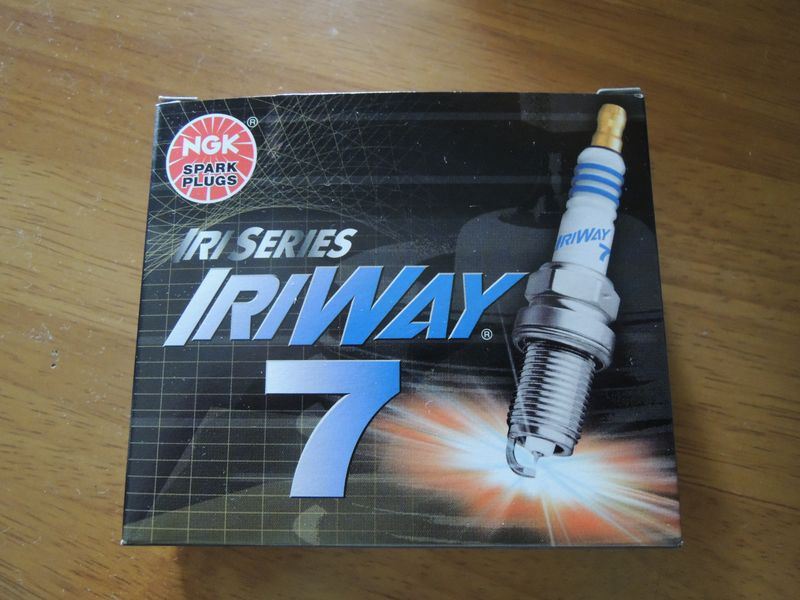 NGK
®
SPARK
PLUGS
IRI SERIES
IRIWAY
®
7
IRIWAY
7